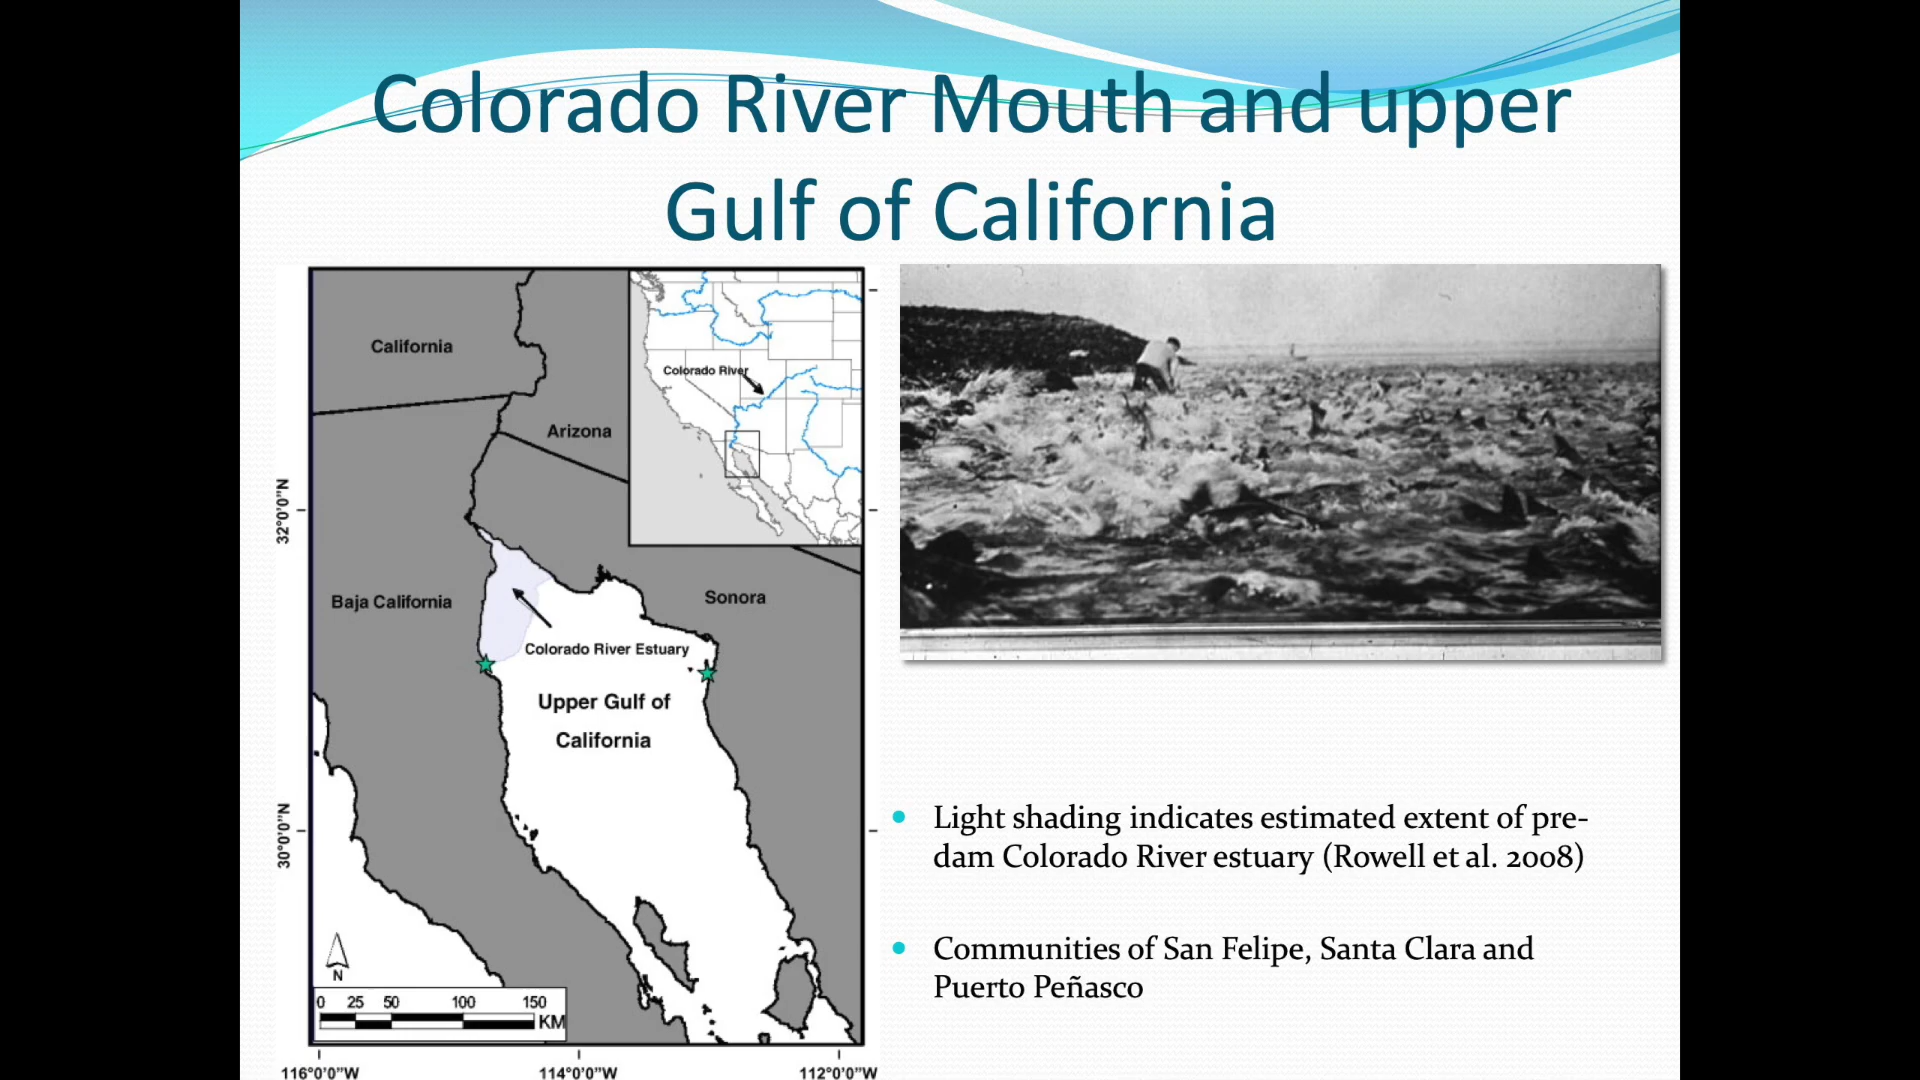 Colorado River Mouth and upper
Gulf of California
California
Arizona
Colorado River
32°0'0"N
Baja California
Sonora
Colorado River Estuary
Upper Gulf of
California
30°0'0"N
N
0 25 50 100 150
KM
116°0'0"W 114°0'0"W 112°0'0"W
• Light shading indicates estimated extent of pre-
dam Colorado River estuary (Rowell et al. 2008)
• Communities of San Felipe, Santa Clara and
Puerto Peñasco